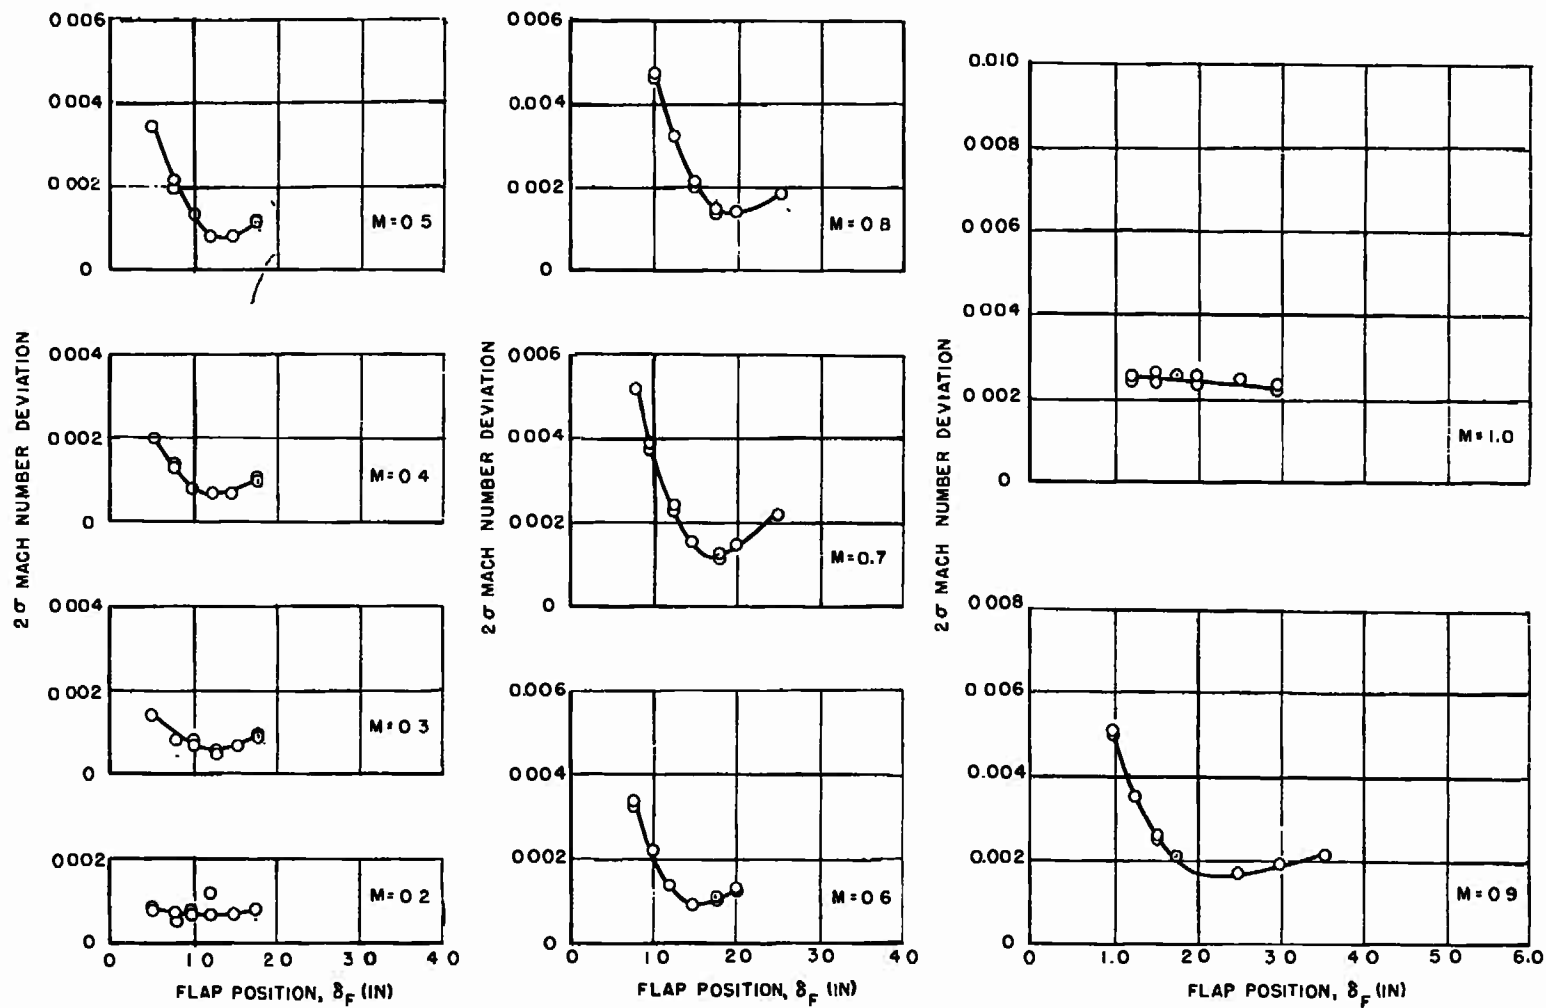 0 006
0 004
0 002
0
M = 0 5
0 004
0 002
0
M = 0 4
0 004
0 002
0
M = 0 3
0 002
0
M = 0 2
0 1 0 2 0 3 0 4 0
FLAP POSITION, δF (IN)
2σ MACH NUMBER DEVIATION
0 006
0.004
0.002
0
M = 0 8
0 006
0 004
0 002
0
M = 0.7
0.006
0.004
0 002
0
M = 0 6
0 1 0 2 0 3 0 4 0
FLAP POSITION, δF (IN)
2σ MACH NUMBER DEVIATION
0.010
0 008
0 006
0 004
0 002
0
M = 1.0
0 008
0 006
0.004
0.002
0
M = 0 9
0 1.0 2 0 3 0 4 0 5 0 6.0
FLAP POSITION, δF (IN)
2σ MACH NUMBER DEVIATION